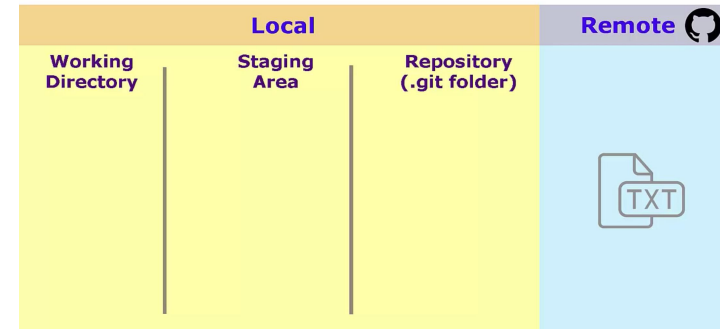 Local
Remote
Working
Directory
Staging
Area
Repository
(.git folder)
TXT